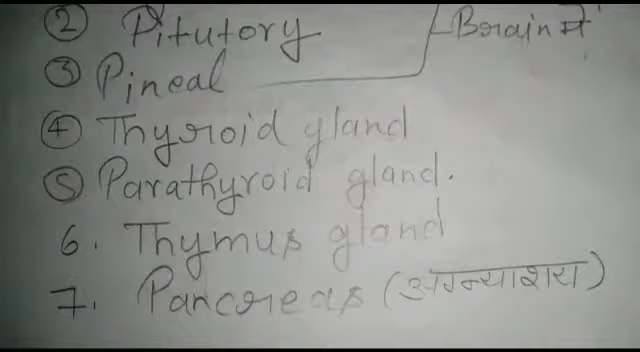 ② Pitutory Brain में
③ Pineal
④ Thyroid gland
⑤ Parathyroid gland.
6. Thymus gland
7. Pancreas (अग्न्याशय)